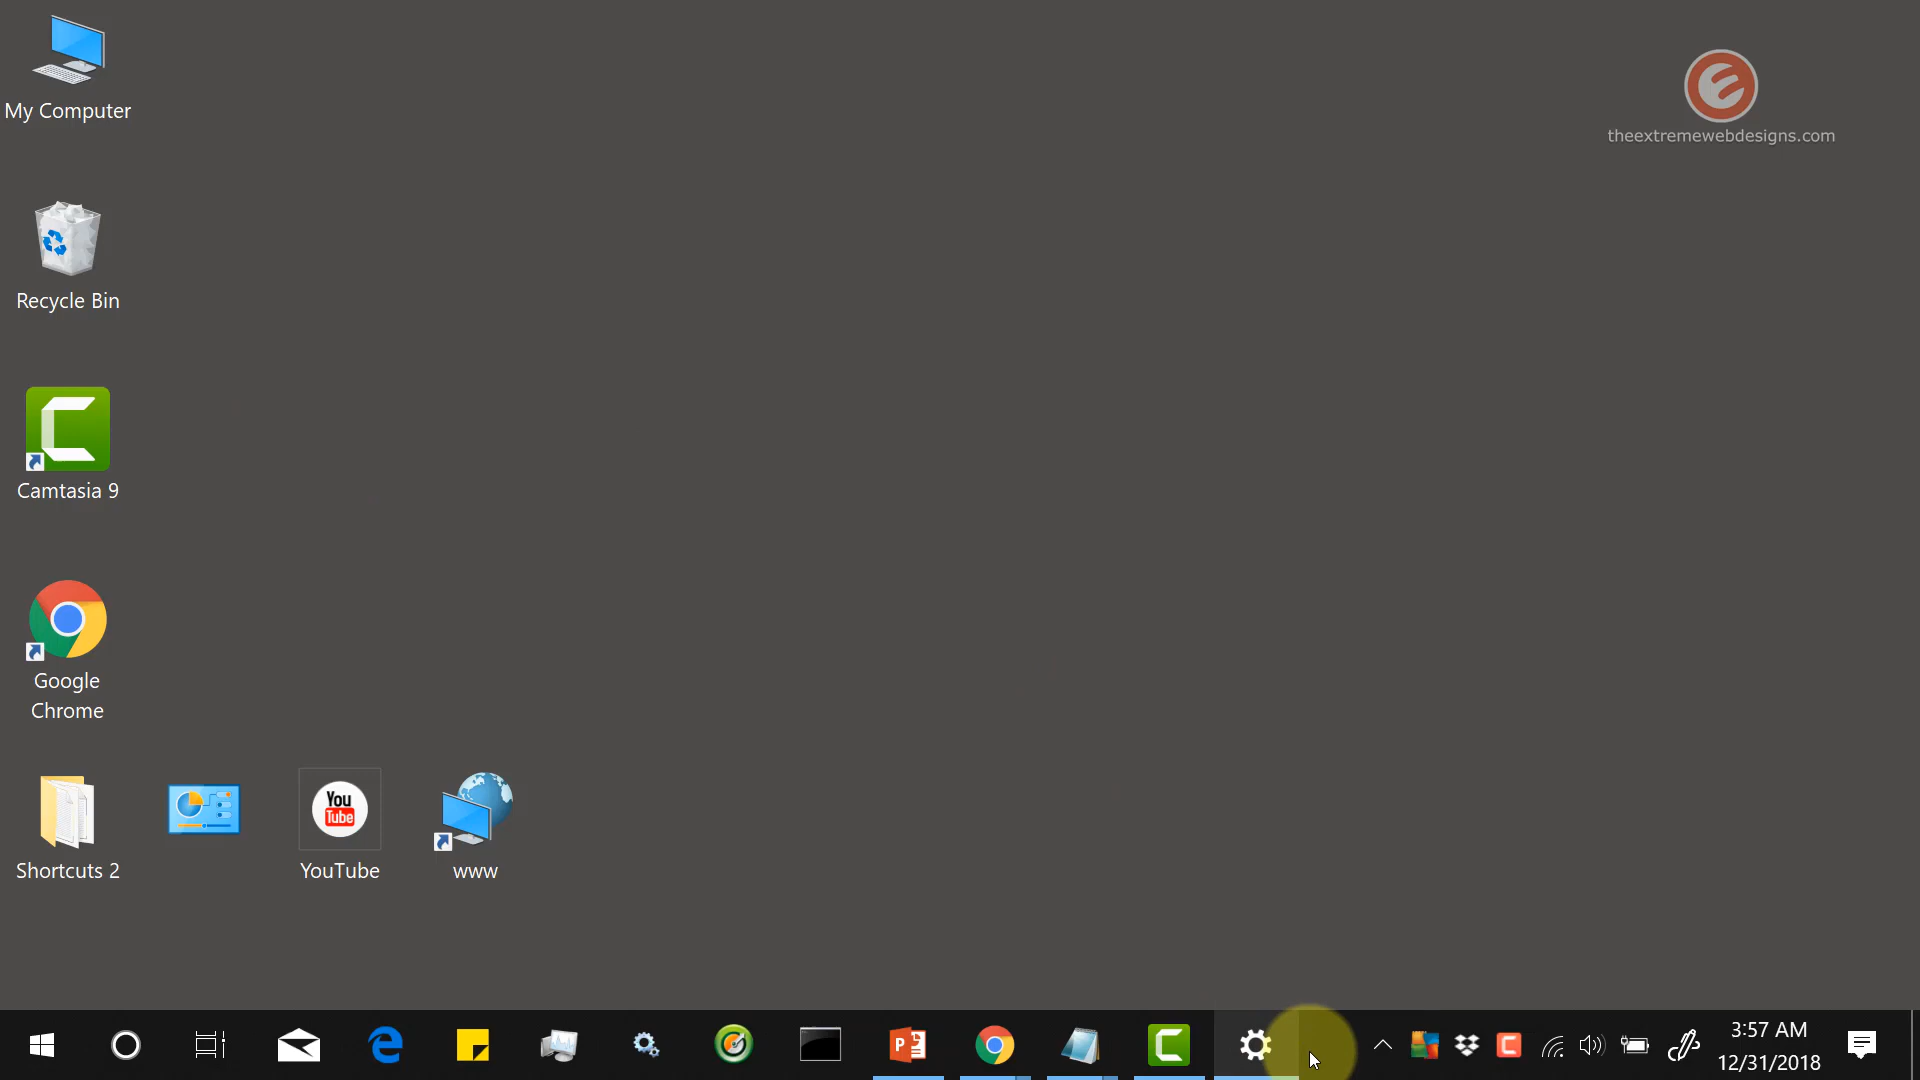 My Computer
theextremewebdesigns.com
Recycle Bin
Camtasia 9
Google
Chrome
Shortcuts 2
You
Tube
YouTube
www
3:57 AM
12/31/2018